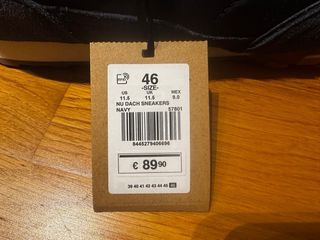 46
-SIZE-
US UK MEX
11.5 11.5 9.0
NU DACH SNEAKERS
NAVY 57801
8445279406696
€ 89.90
39 40 41 42 43 44 45 46